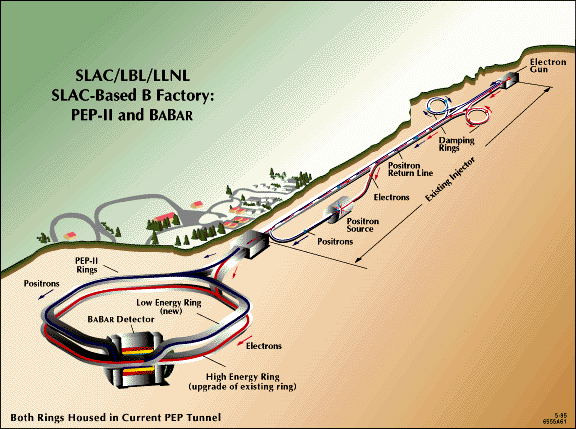 SLAC/LBL/LLNL
SLAC-Based B Factory:
PEP-II and BABAR
Electron
Gun
Damping
Rings
Positron
Return Line
Electrons
Existing Injector
Positron
Source
Positrons
PEP-II
Rings
Positrons
Low Energy Ring
(new)
BABAR Detector
Electrons
High Energy Ring
(upgrade of existing ring)
Both Rings Housed in Current PEP Tunnel
5-95
6555A61